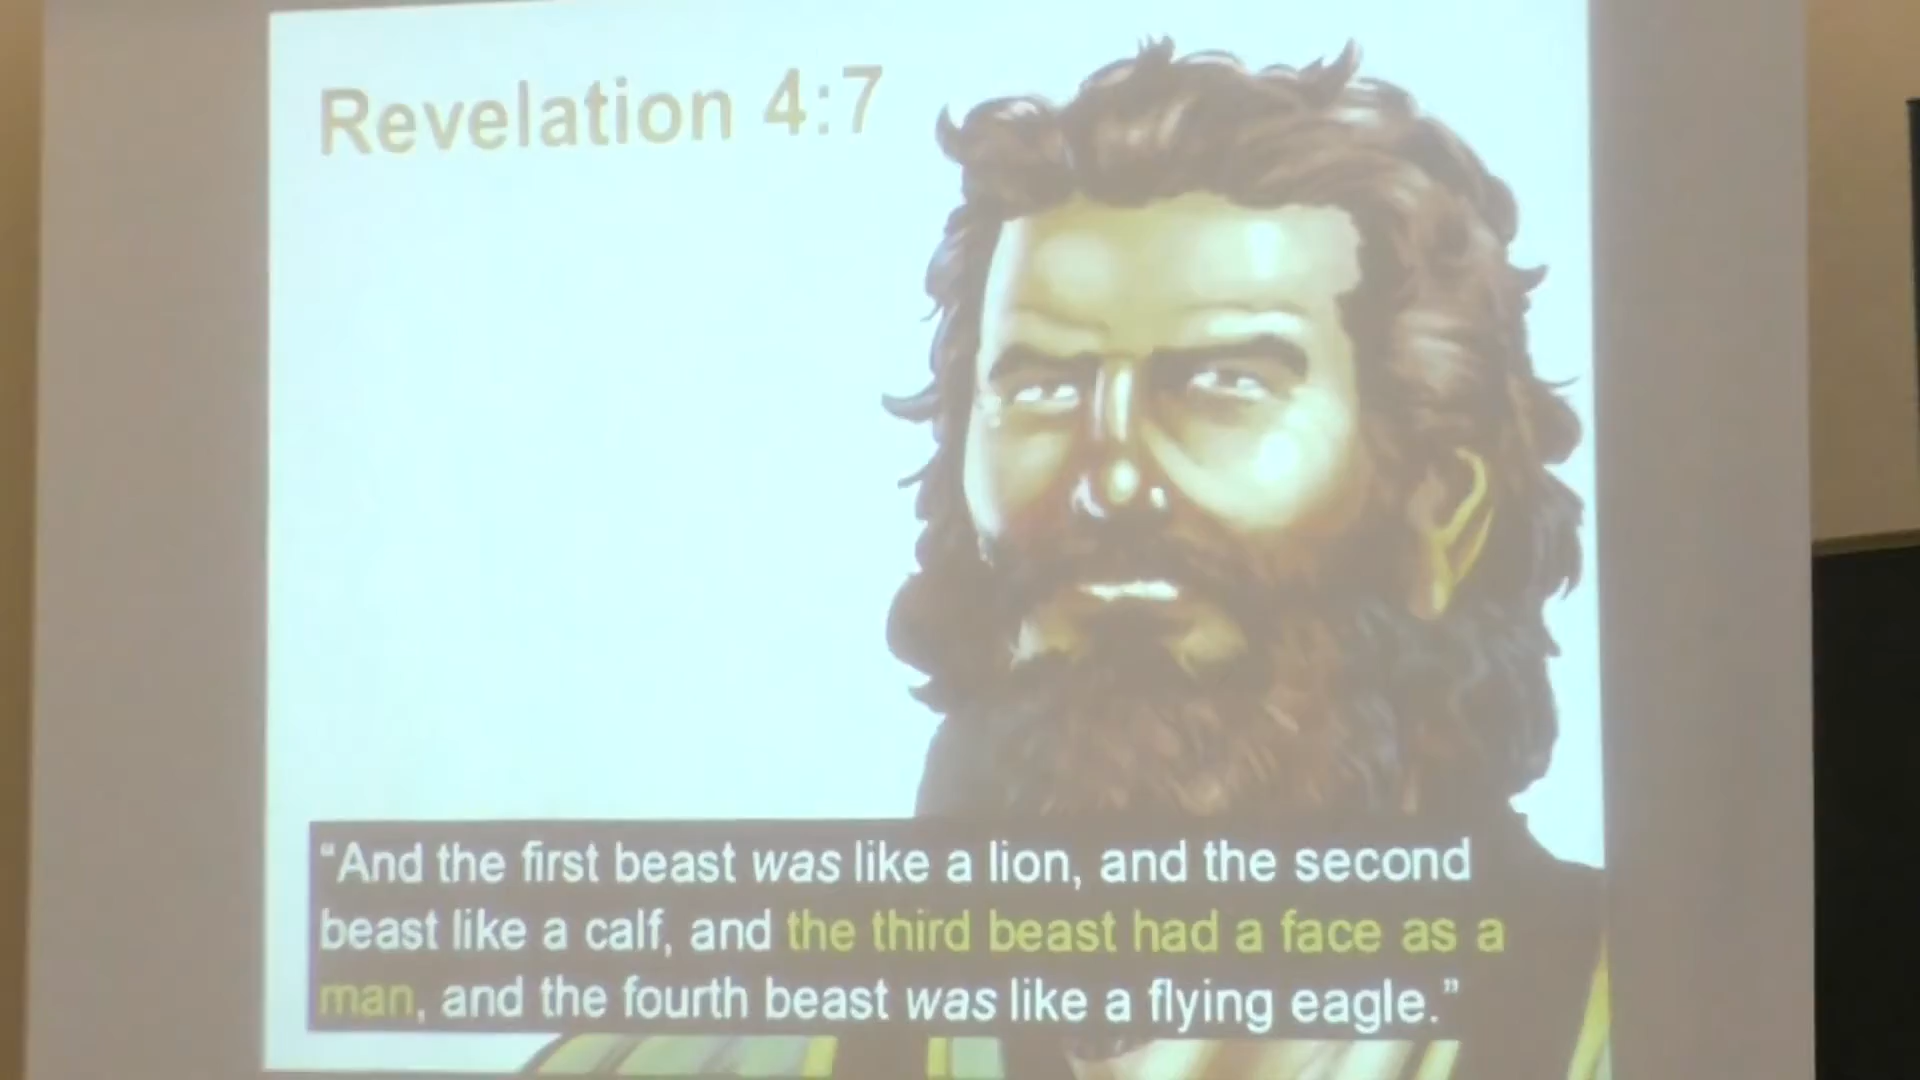 Revelation 4:7
“And the first beast was like a lion, and the second
beast like a calf, and the third beast had a face as a
man, and the fourth beast was like a flying eagle.”